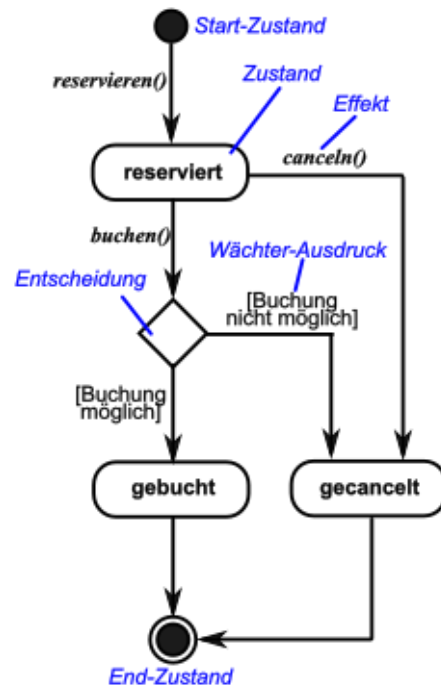 Start-Zustand
reservieren()
Zustand
Effekt
reserviert
canceln()
buchen()
Wächter-Ausdruck
Entscheidung
[Buchung
nicht möglich]
[Buchung
möglich]
gebucht
gecancelt
End-Zustand